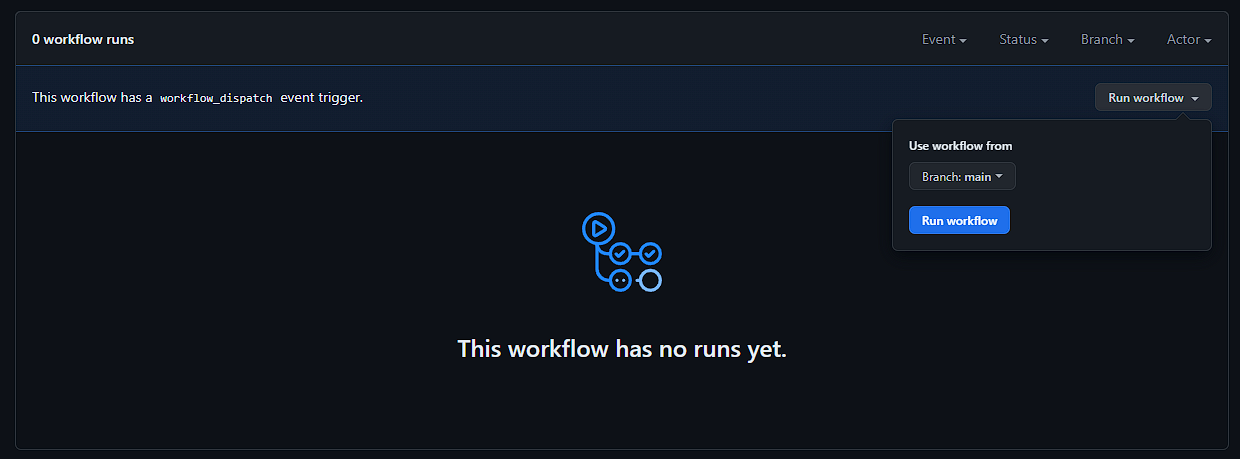 0 workflow runs
Event
Status
Branch
Actor
This workflow has a workflow_dispatch event trigger.
Run workflow
Use workflow from
Branch: main
Run workflow
This workflow has no runs yet.